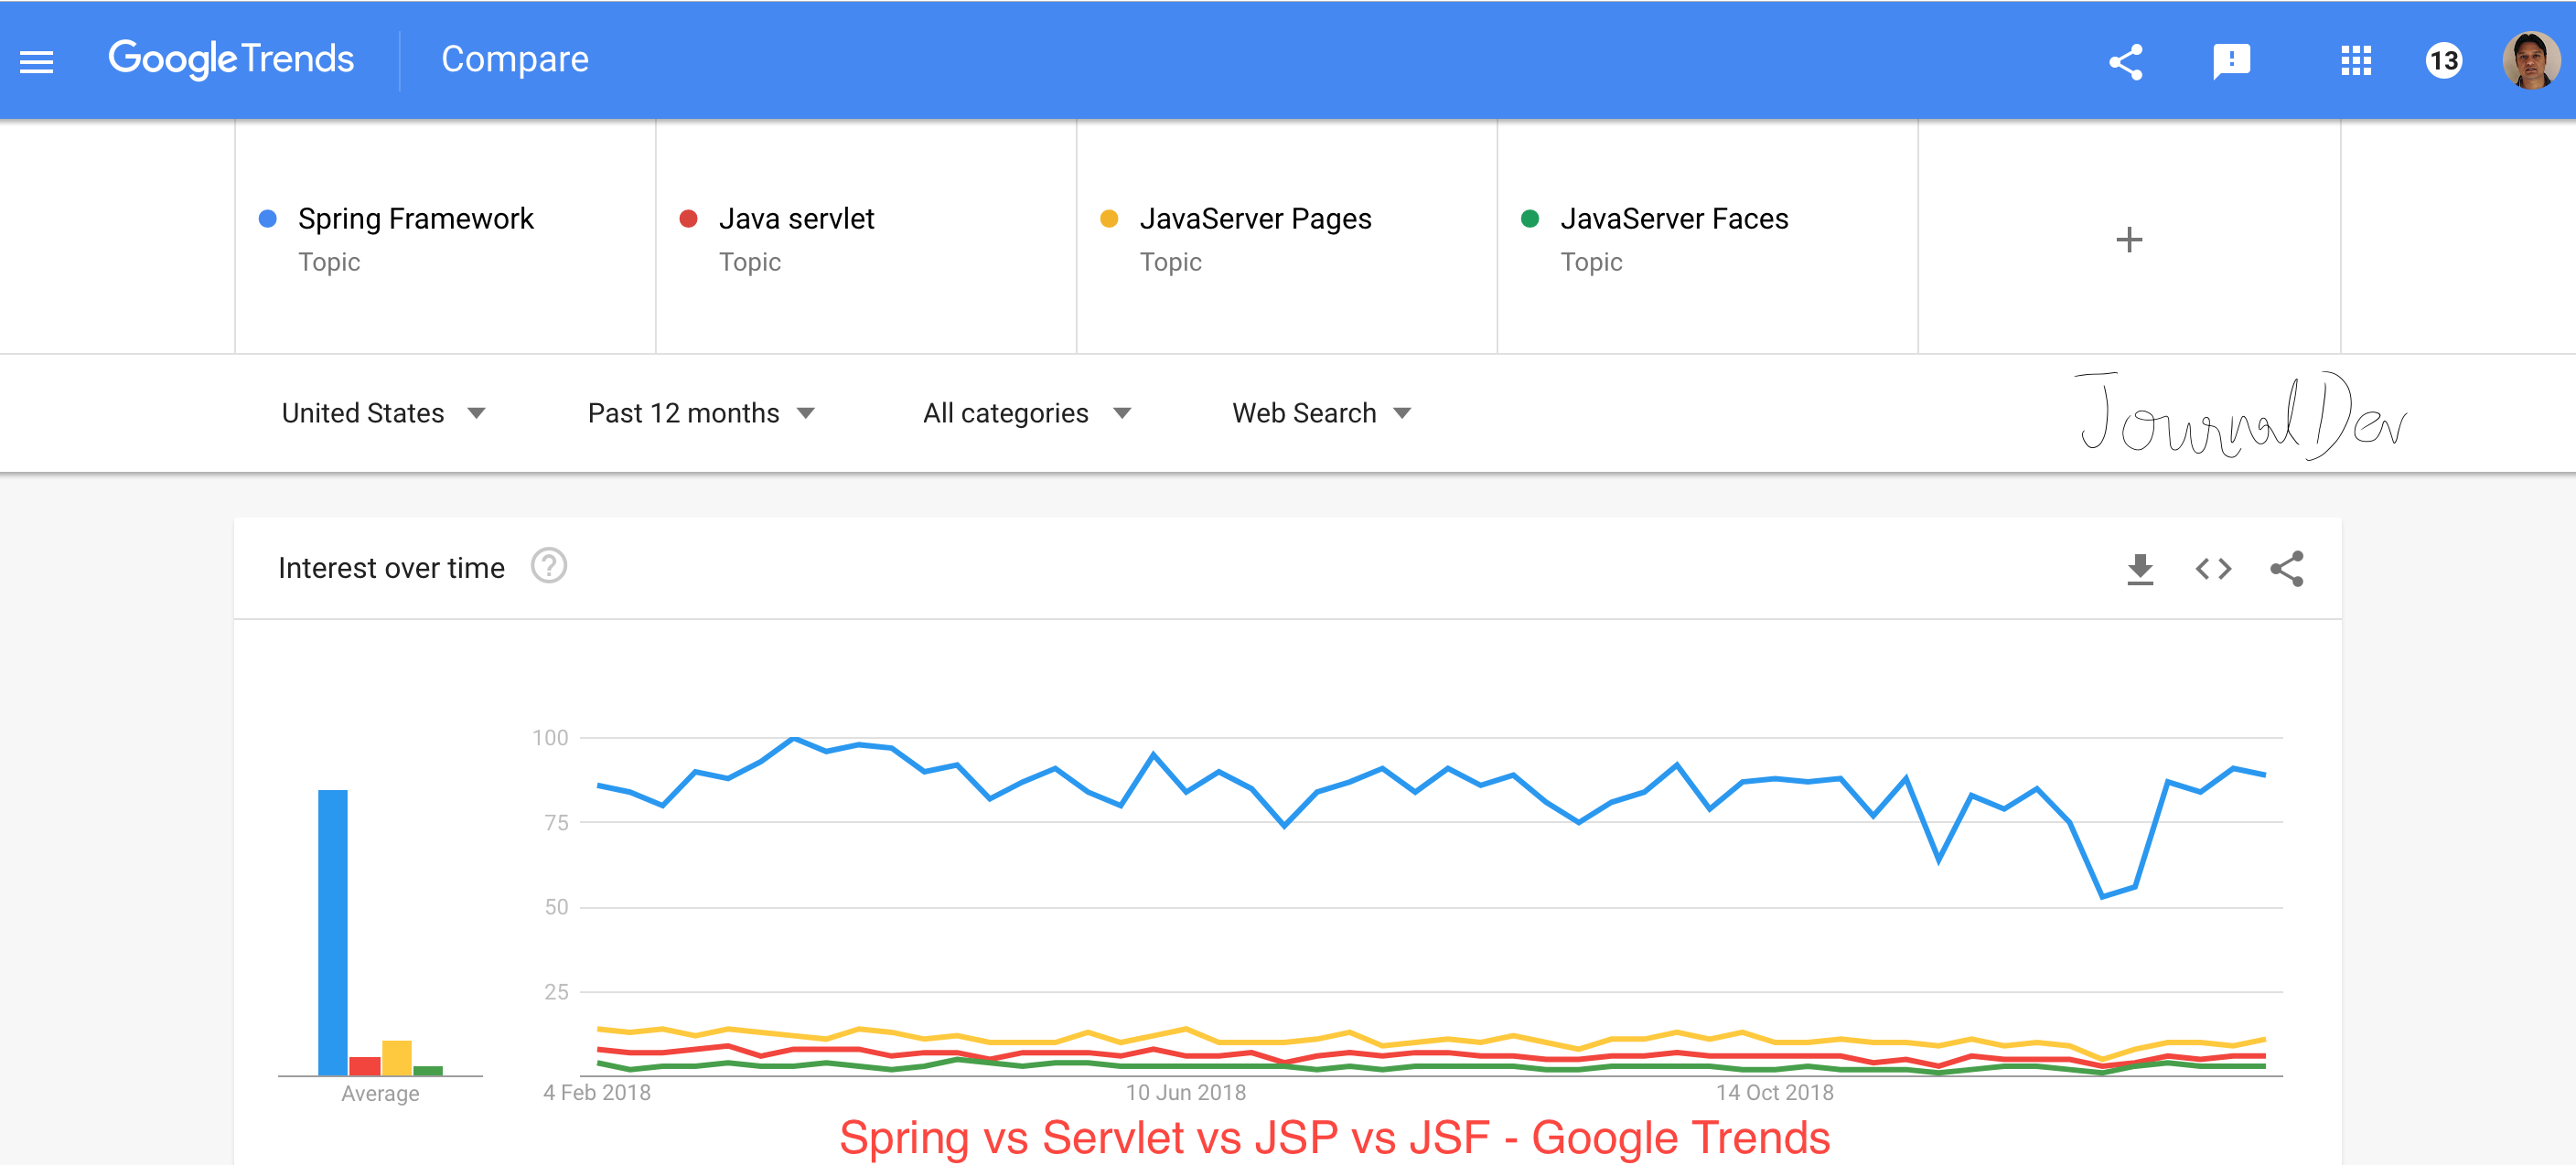 Google Trends Compare 13
Spring Framework
Topic
Java servlet
Topic
JavaServer Pages
Topic
JavaServer Faces
Topic
+
United States Past 12 months All categories Web Search
JournalDev
Interest over time ?
100
75
50
25
Average
4 Feb 2018 10 Jun 2018 14 Oct 2018
Spring vs Servlet vs JSP vs JSF - Google Trends